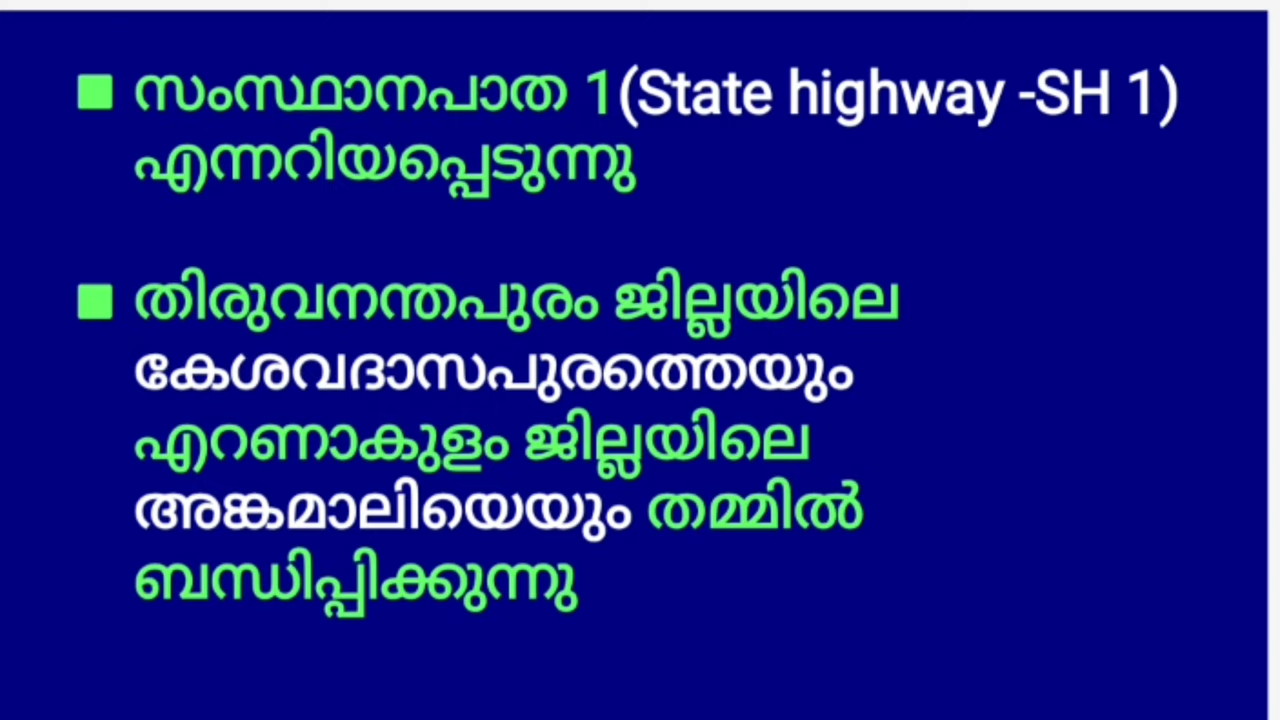 ■ സംസ്ഥാനപാത 1(State highway -SH 1)
എന്നറിയപ്പെടുന്നു
■ തിരുവനന്തപുരം ജില്ലയിലെ
കേശവദാസപുരത്തെയും
എറണാകുളം ജില്ലയിലെ
അങ്കമാലിയെയും തമ്മിൽ
ബന്ധിപ്പിക്കുന്നു